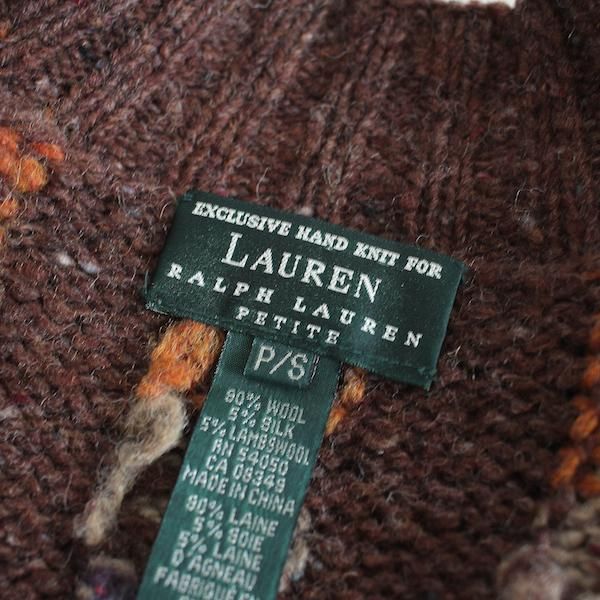 EXCLUSIVE HAND KNIT FOR
LAUREN
RALPH LAUREN
PETITE
P/S
90% WOOL
5% SILK
5% LAMBSWOOL
RN 54050
CA 08349
MADE IN CHINA
90% LAINE
5% SOIE
5% LAINE
D'AGNEAU
FABRIQUÉ